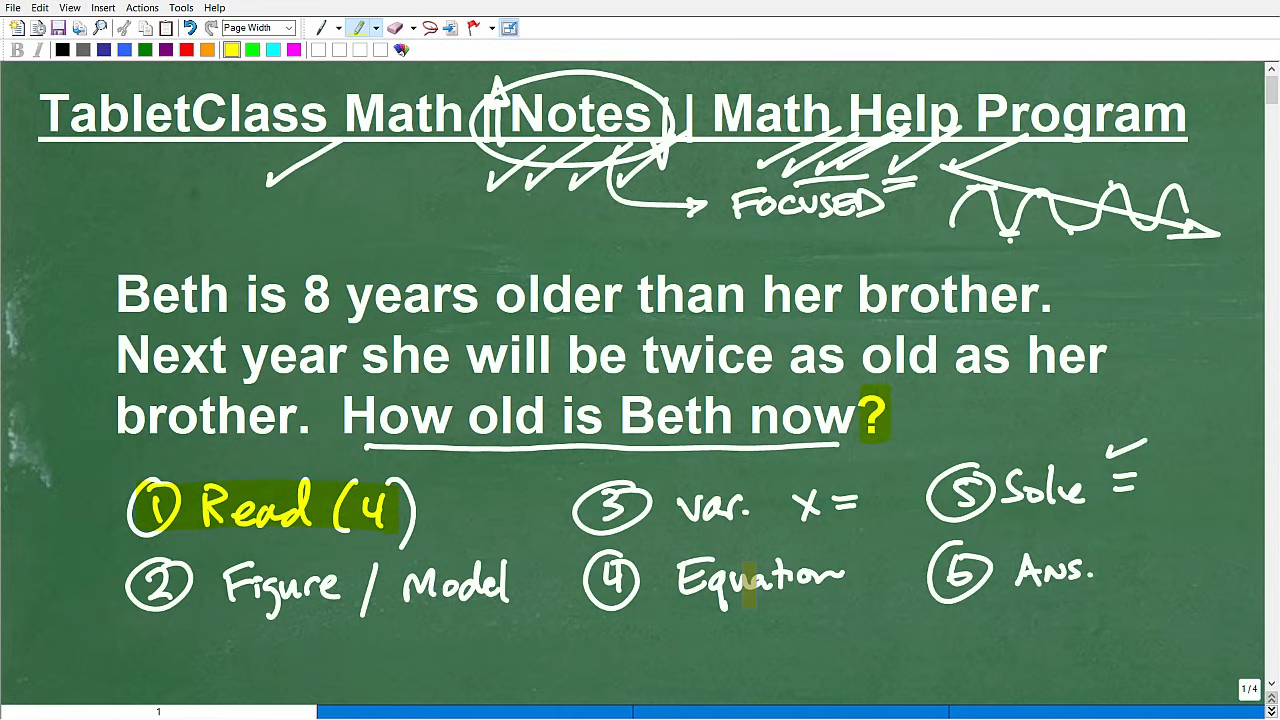 File Edit View Insert Actions Tools Help
Page Width
B I
TabletClass Math | Notes | Math Help Program
FOCUSED
Beth is 8 years older than her brother.
Next year she will be twice as old as her
brother. How old is Beth now?
① Read (4)
③ var. x =
⑤ Solve =
② Figure / Model
④ Equation
⑥ Ans.
1/4
1